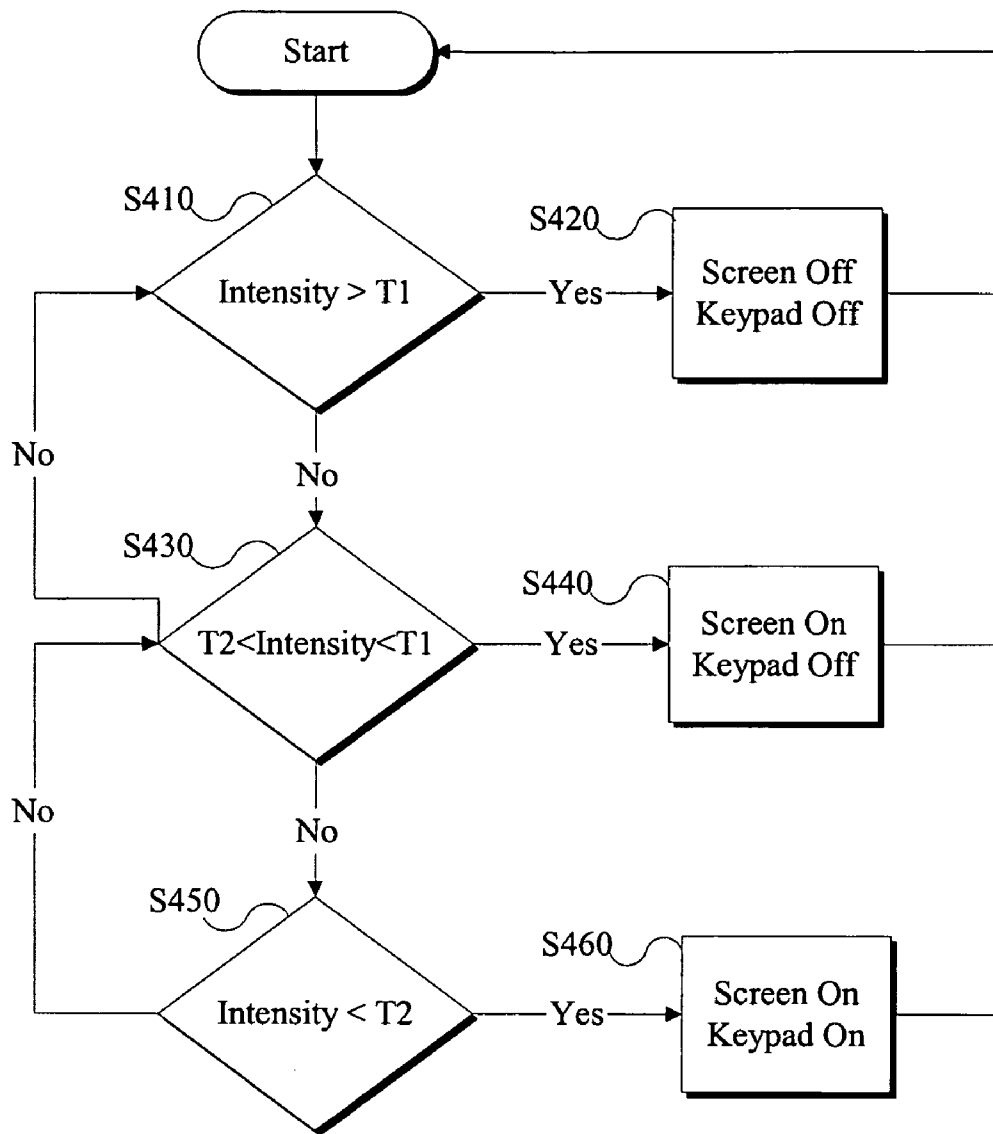 Start
S410
Intensity > T1
Yes
S420
Screen Off
Keypad Off
No
No
S430
T2<Intensity<T1
Yes
S440
Screen On
Keypad Off
No
No
S450
Intensity < T2
Yes
S460
Screen On
Keypad On